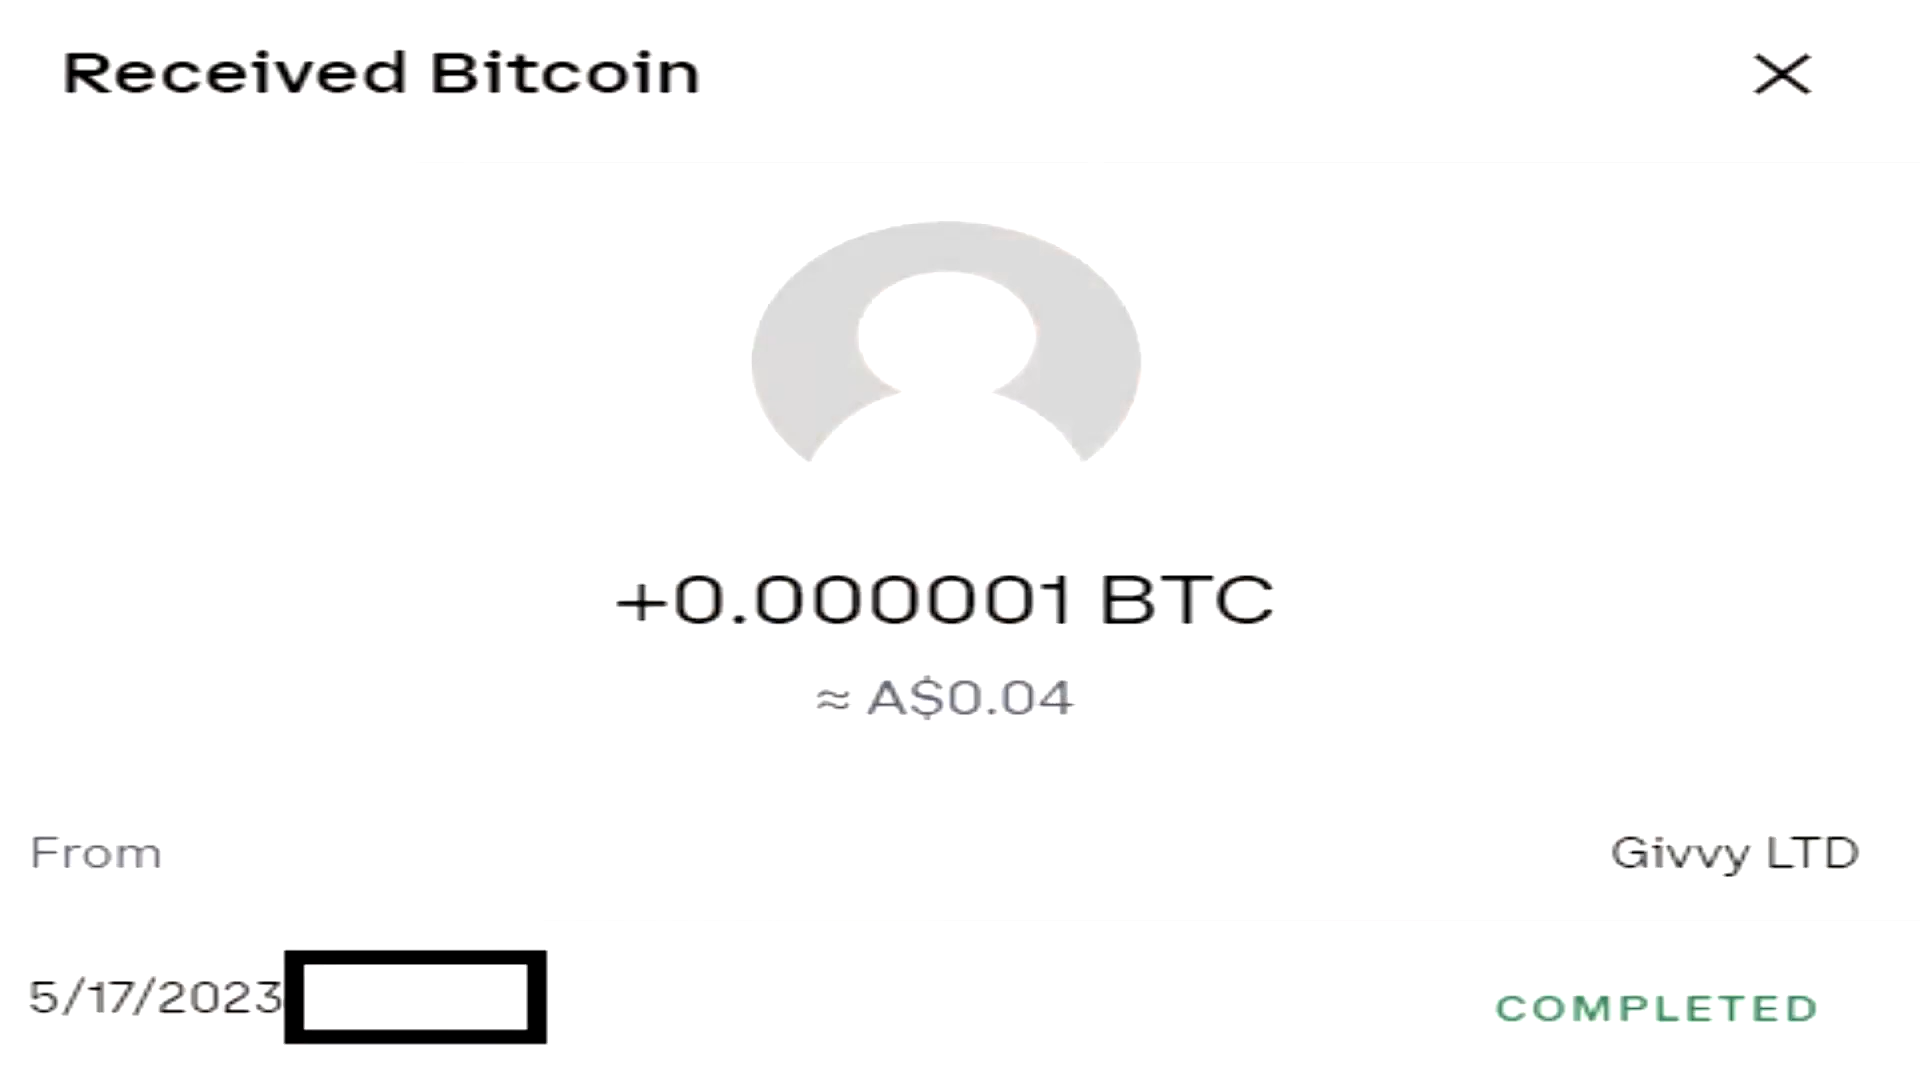 Received Bitcoin
+0.000001 BTC
≈ A$0.04
From Givvy LTD
5/17/2023 COMPLETED